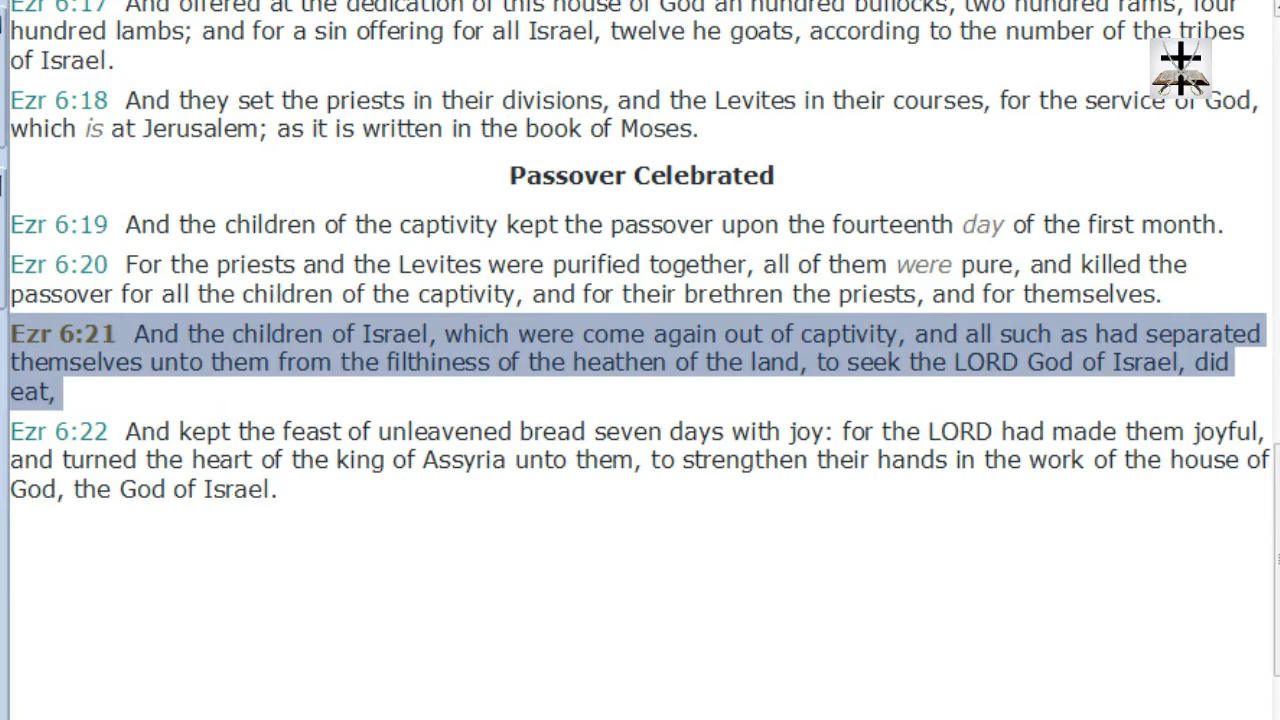 Ezr 6:17 And offered at the dedication of this house of God an hundred bullocks, two hundred rams, four
hundred lambs; and for a sin offering for all Israel, twelve he goats, according to the number of the tribes
of Israel.
Ezr 6:18 And they set the priests in their divisions, and the Levites in their courses, for the service of God,
which is at Jerusalem; as it is written in the book of Moses.
Passover Celebrated
Ezr 6:19 And the children of the captivity kept the passover upon the fourteenth day of the first month.
Ezr 6:20 For the priests and the Levites were purified together, all of them were pure, and killed the
passover for all the children of the captivity, and for their brethren the priests, and for themselves.
Ezr 6:21 And the children of Israel, which were come again out of captivity, and all such as had separated
themselves unto them from the filthiness of the heathen of the land, to seek the LORD God of Israel, did
eat,
Ezr 6:22 And kept the feast of unleavened bread seven days with joy: for the LORD had made them joyful,
and turned the heart of the king of Assyria unto them, to strengthen their hands in the work of the house of
God, the God of Israel.